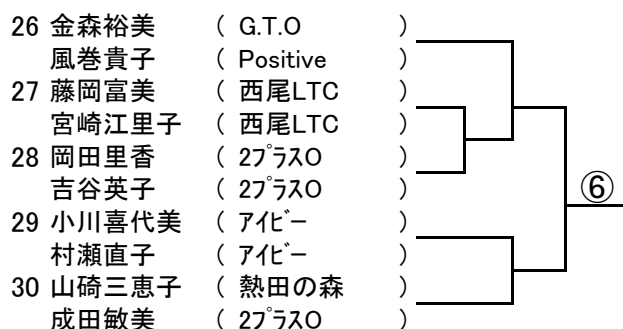 26 金森裕美 ( G.T.O )
風巻貴子 ( Positive )
27 藤岡富美 ( 西尾LTC )
宮崎江里子 ( 西尾LTC )
28 岡田里香 ( 2プラスO )
吉谷英子 ( 2プラスO )
⑥
29 小川喜代美 ( アイビー )
村瀬直子 ( アイビー )
30 山碕三恵子 ( 熱田の森 )
成田敏美 ( 2プラスO )